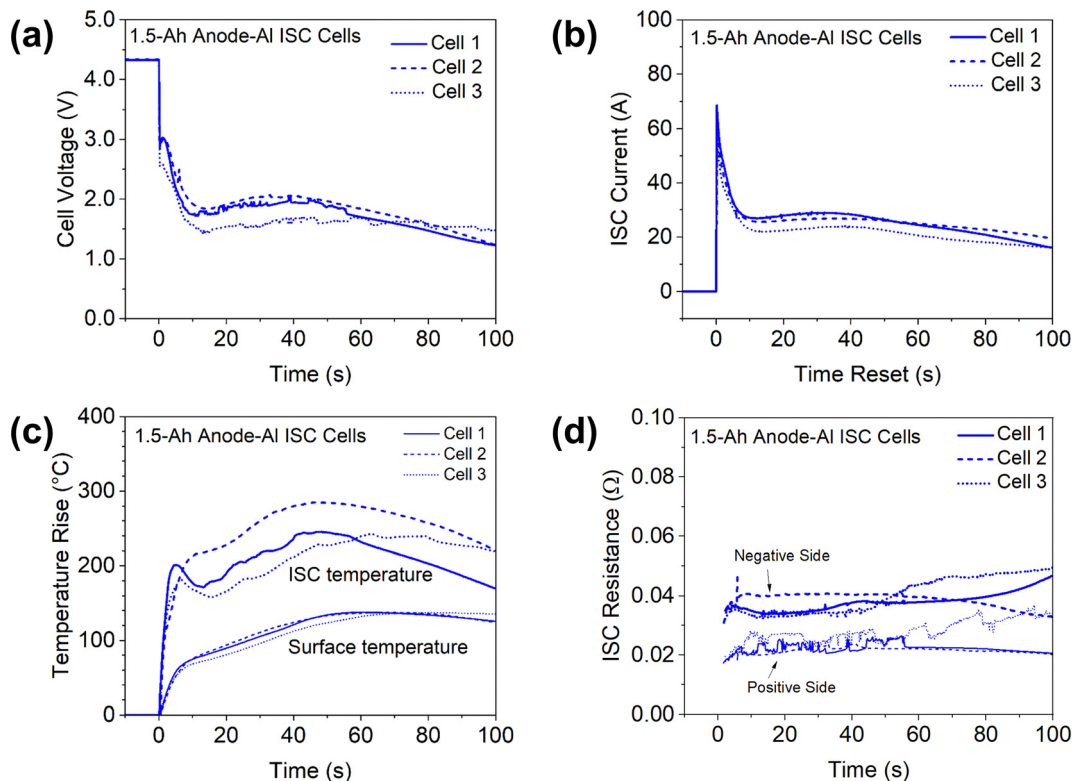 (a)
1.5-Ah Anode-Al ISC Cells
Cell 1
Cell 2
Cell 3
Cell Voltage (V)
5.0
4.0
3.0
2.0
1.0
0.0
0 20 40 60 80 100
Time (s)
(b)
1.5-Ah Anode-Al ISC Cells
Cell 1
Cell 2
Cell 3
ISC Current (A)
100
80
60
40
20
0
0 20 40 60 80 100
Time Reset (s)
(c)
1.5-Ah Anode-Al ISC Cells
Cell 1
Cell 2
Cell 3
Temperature Rise (°C)
400
300
200
100
0
ISC temperature
Surface temperature
0 20 40 60 80 100
Time (s)
(d)
1.5-Ah Anode-Al ISC Cells
Cell 1
Cell 2
Cell 3
ISC Resistance (Ω)
0.10
0.08
0.06
0.04
0.02
0.00
Negative Side
Positive Side
0 20 40 60 80 100
Time (s)